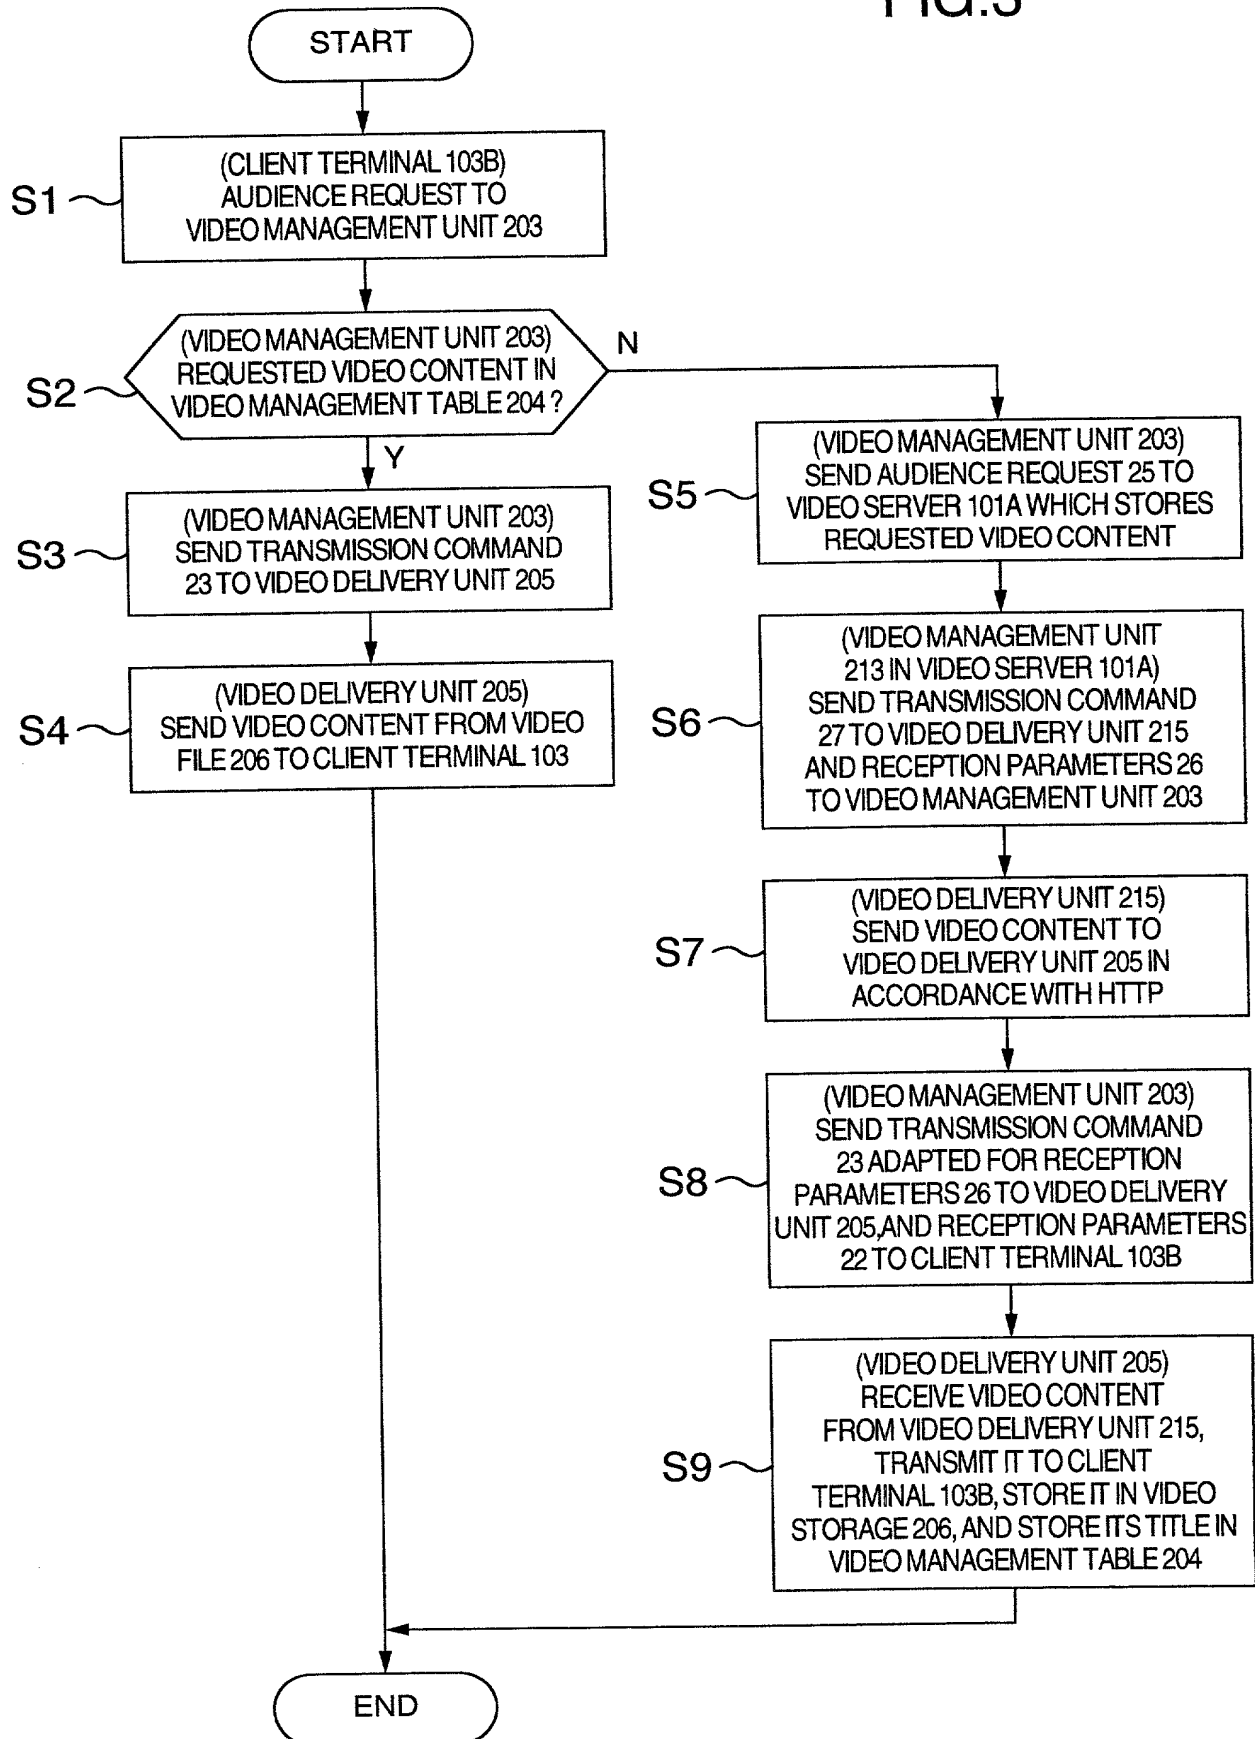 FIG.3
START
S1
(CLIENT TERMINAL 103B)
AUDIENCE REQUEST TO
VIDEO MANAGEMENT UNIT 203
S2
(VIDEO MANAGEMENT UNIT 203)
REQUESTED VIDEO CONTENT IN
VIDEO MANAGEMENT TABLE 204 ?
N
Y
S3
(VIDEO MANAGEMENT UNIT 203)
SEND TRANSMISSION COMMAND
23 TO VIDEO DELIVERY UNIT 205
S4
(VIDEO DELIVERY UNIT 205)
SEND VIDEO CONTENT FROM VIDEO
FILE 206 TO CLIENT TERMINAL 103
S5
(VIDEO MANAGEMENT UNIT 203)
SEND AUDIENCE REQUEST 25 TO
VIDEO SERVER 101A WHICH STORES
REQUESTED VIDEO CONTENT
S6
(VIDEO MANAGEMENT UNIT
213 IN VIDEO SERVER 101A)
SEND TRANSMISSION COMMAND
27 TO VIDEO DELIVERY UNIT 215
AND RECEPTION PARAMETERS 26
TO VIDEO MANAGEMENT UNIT 203
S7
(VIDEO DELIVERY UNIT 215)
SEND VIDEO CONTENT TO
VIDEO DELIVERY UNIT 205 IN
ACCORDANCE WITH HTTP
S8
(VIDEO MANAGEMENT UNIT 203)
SEND TRANSMISSION COMMAND
23 ADAPTED FOR RECEPTION
PARAMETERS 26 TO VIDEO DELIVERY
UNIT 205,AND RECEPTION PARAMETERS
22 TO CLIENT TERMINAL 103B
S9
(VIDEO DELIVERY UNIT 205)
RECEIVE VIDEO CONTENT
FROM VIDEO DELIVERY UNIT 215,
TRANSMIT IT TO CLIENT
TERMINAL 103B, STORE IT IN VIDEO
STORAGE 206, AND STORE ITS TITLE IN
VIDEO MANAGEMENT TABLE 204
END